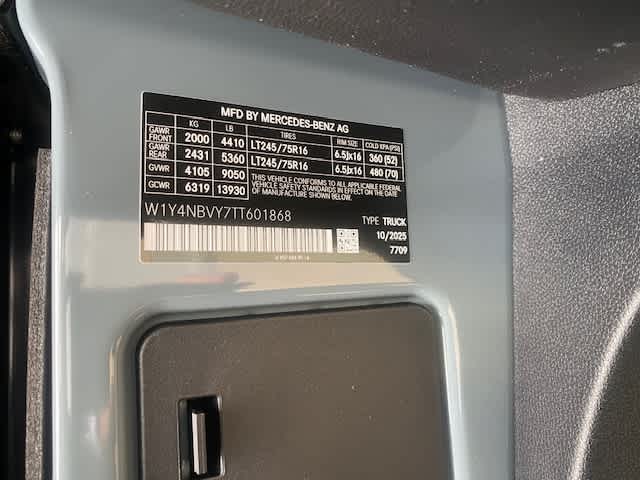 MFD BY MERCEDES-BENZ AG
KG LB TIRES RIM SIZE COLD KPA (PSI)
GAWR FRONT 2000 4410 LT245/75R16 6.5Jx16 360 (52)
GAWR REAR 2431 5360 LT245/75R16 6.5Jx16 480 (70)
GVWR 4105 9050 THIS VEHICLE CONFORMS TO ALL APPLICABLE FEDERAL
GCWR 6319 13930 VEHICLE SAFETY STANDARDS IN EFFECT ON THE DATE
OF MANUFACTURE SHOWN BELOW.
W1Y4NBVY7TT601868 TYPE TRUCK
10/2025
7709